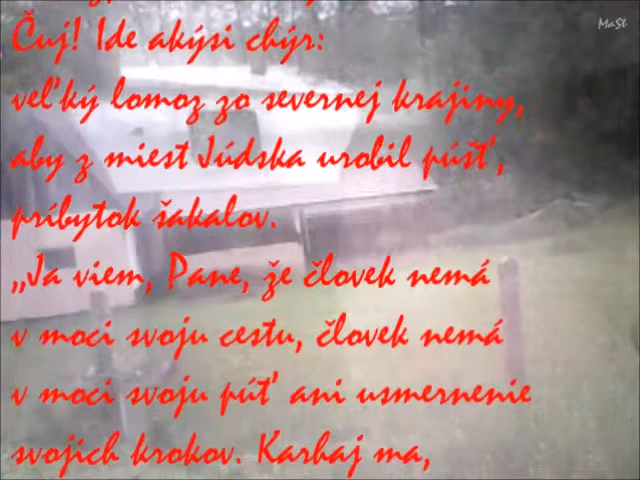 MaSt
Čuj! Ide akýsi chýr:
veľký lomoz zo severnej krajiny,
aby z miest Júdska urobil púšť,
príbytok šakalov.
„Ja viem, Pane, že človek nemá
v moci svoju cestu, človek nemá
v moci svoju púť ani usmernenie
svojich krokov. Karhaj ma,